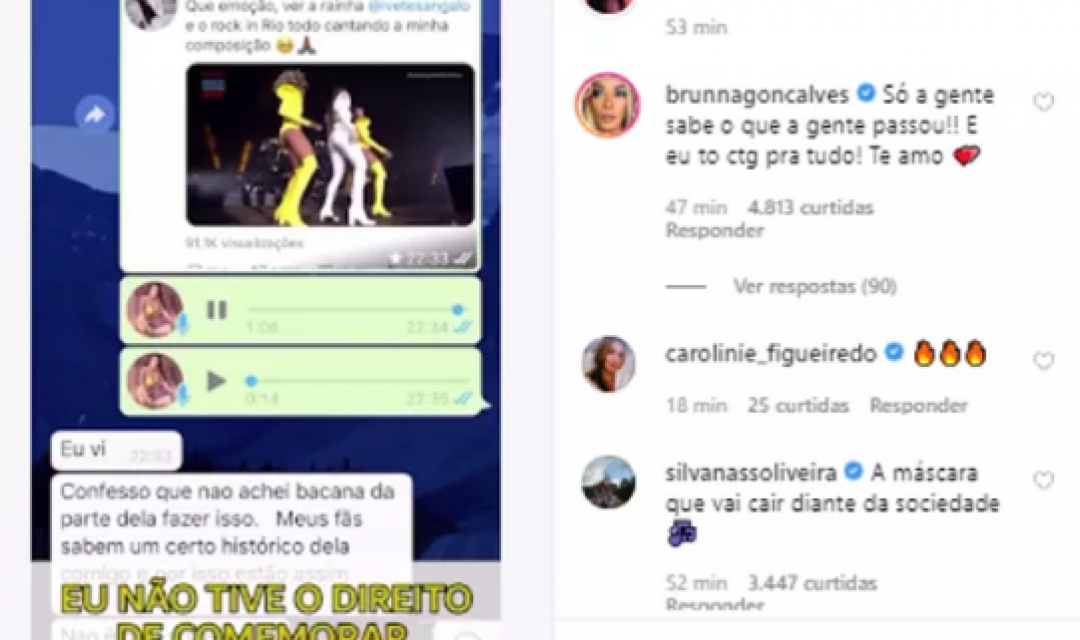 Que emoção, ver a rainha @ivetesangalo
e o rock in Rio todo cantando a minha
composição
91,1K visualizações
22:33
1:06
22:34
0:14
22:36
Eu vi
22:53
Confesso que nao achei bacana da
parte dela fazer isso. Meus fãs
sabem um certo histórico dela
comigo e por isso estão assim
EU NÃO TIVE O DIREITO
DE COMEMORAR
53 min
brunnagoncalves Só a gente
sabe o que a gente passou!! E
eu to ctg pra tudo! Te amo
47 min 4.813 curtidas
Responder
Ver respostas (90)
carolinie_figueiredo
18 min 25 curtidas Responder
silvanassoliveira A máscara
que vai cair diante da sociedade
52 min 3.447 curtidas
Responder